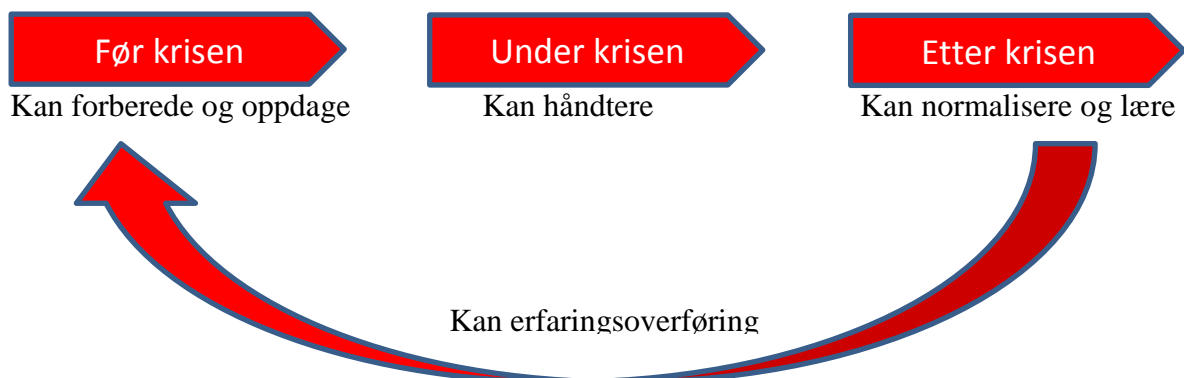 Før krisen
Under krisen
Etter krisen
Kan forberede og oppdage
Kan håndtere
Kan normalisere og lære
Kan erfaringsoverføring